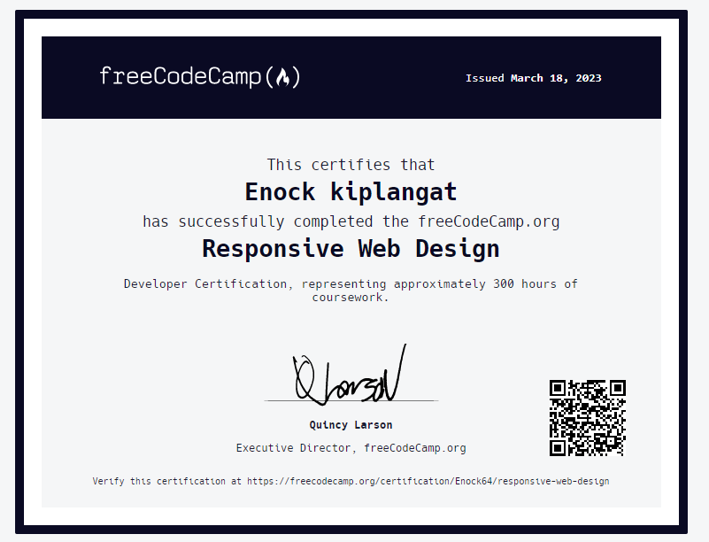 freeCodeCamp(🔥)
Issued March 18, 2023
This certifies that
Enock kiplangat
has successfully completed the freeCodeCamp.org
Responsive Web Design
Developer Certification, representing approximately 300 hours of
coursework.
Q Larson
Quincy Larson
Executive Director, freeCodeCamp.org
Verify this certification at https://freecodecamp.org/certification/Enock64/responsive-web-design